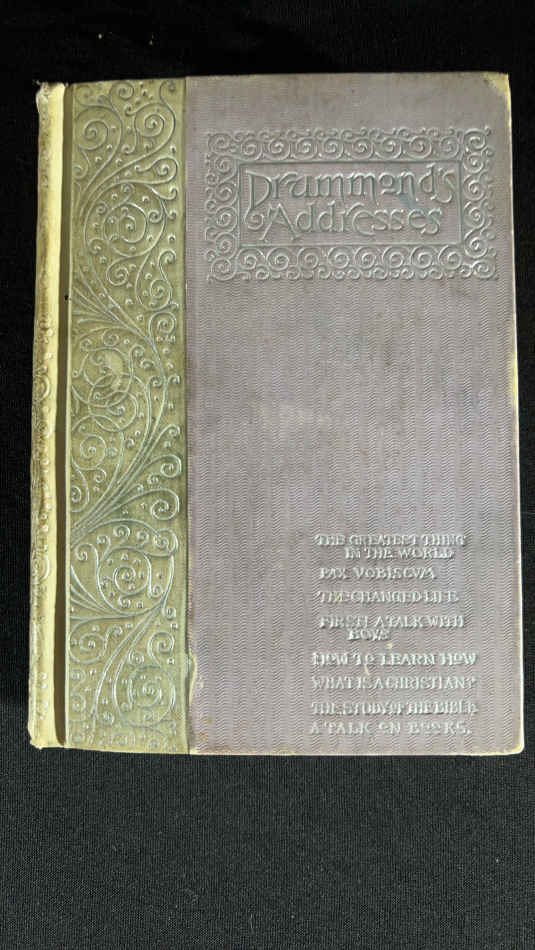 Drummond's
Addresses
THE GREATEST THING
IN THE WORLD
PAX VOBISCVM
THE CHANGED LIFE
FIRST! A TALK WITH
BOYS
HOW TO LEARN HOW
WHAT IS A CHRISTIAN?
THE STUDY OF THE BIBLE
A TALK ON BOOKS.